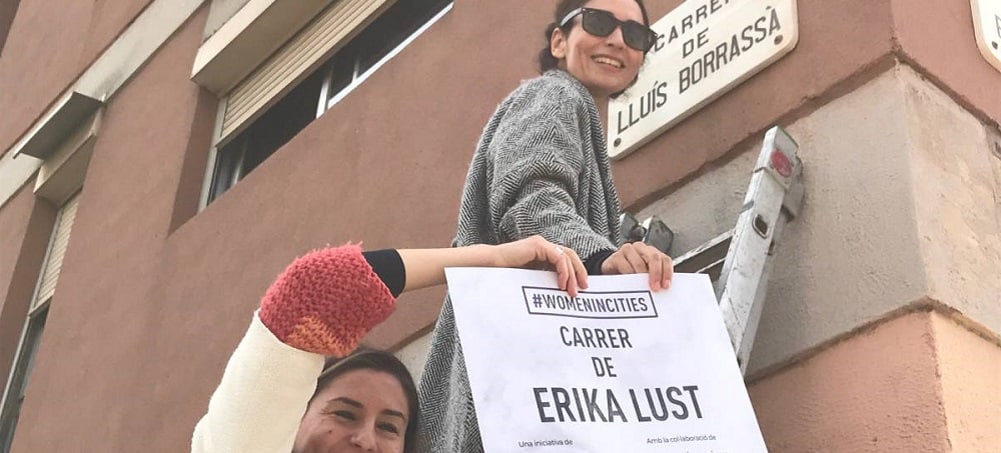 CARRER
DE
LLUÍS BORRASSÀ
#WOMENINCITIES
CARRER
DE
ERIKA LUST
Una iniciativa de
Amb la col·laboració de